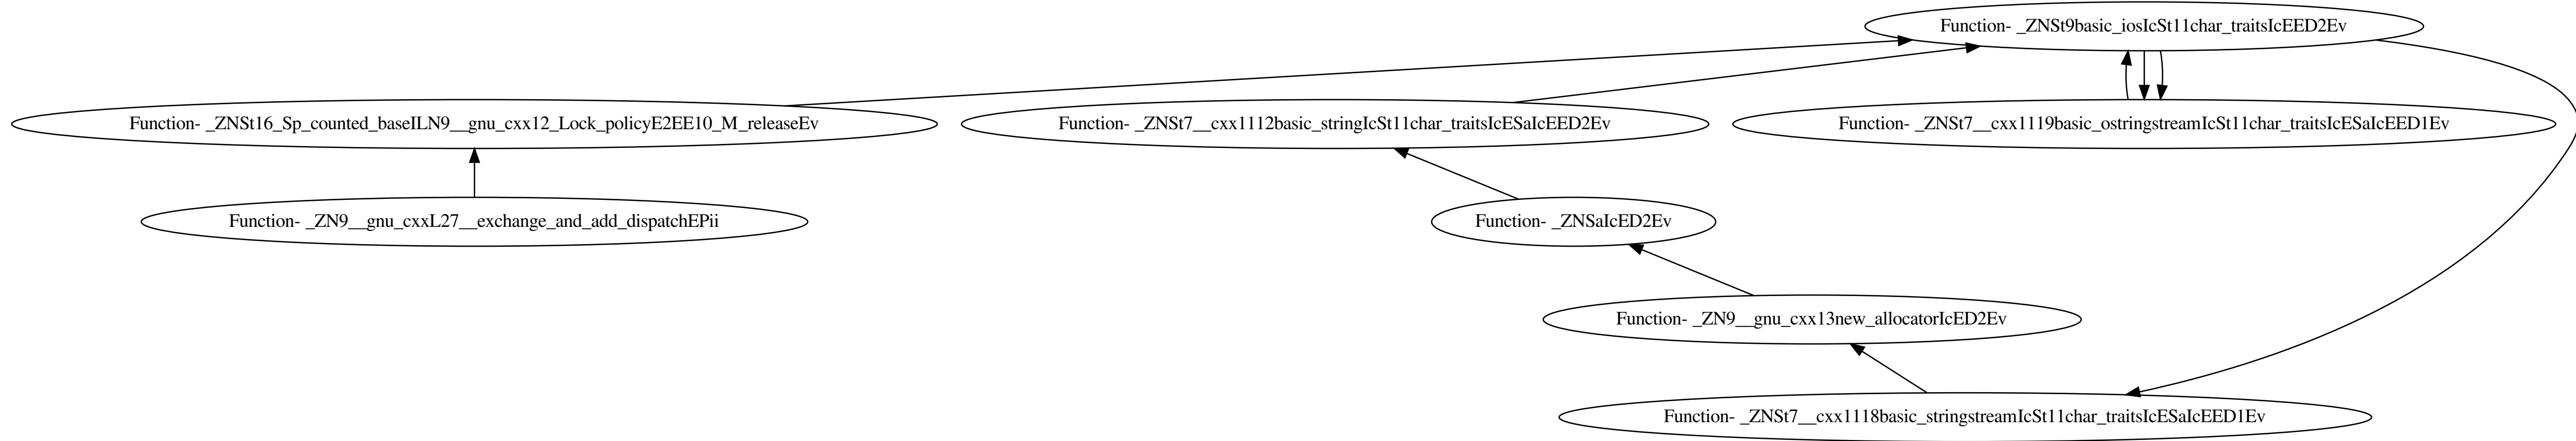 Function- _ZNSt9basic_iosIcSt11char_traitsIcEED2Ev
Function- _ZNSt16_Sp_counted_baseILN9__gnu_cxx12_Lock_policyE2EE10_M_releaseEv
Function- _ZNSt7__cxx1112basic_stringIcSt11char_traitsIcESaIcEED2Ev
Function- _ZNSt7__cxx1119basic_ostringstreamIcSt11char_traitsIcESaIcEED1Ev
Function- _ZN9__gnu_cxxL27__exchange_and_add_dispatchEPii
Function- _ZNSaIcED2Ev
Function- _ZN9__gnu_cxx13new_allocatorIcED2Ev
Function- _ZNSt7__cxx1118basic_stringstreamIcSt11char_traitsIcESaIcEED1Ev